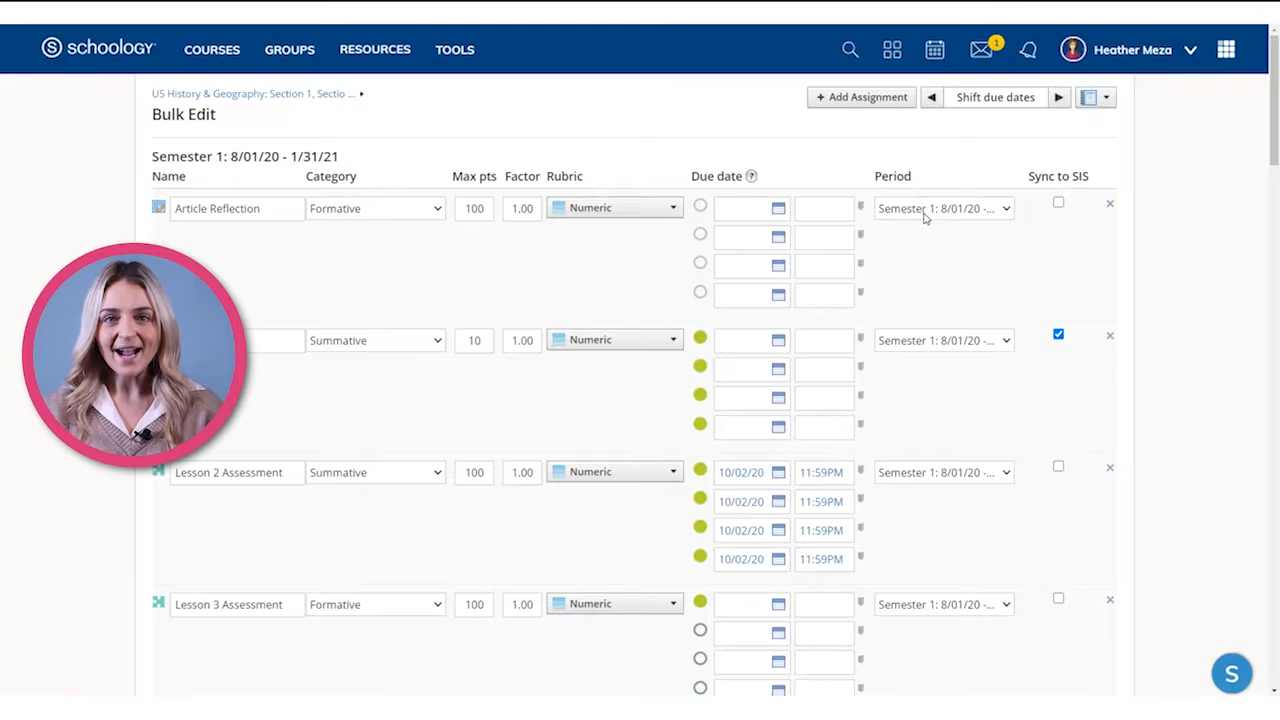 schoology COURSES GROUPS RESOURCES TOOLS 1 Heather Meza
US History & Geography: Section 1, Sectio ... + Add Assignment Shift due dates
Bulk Edit
Semester 1: 8/01/20 - 1/31/21
Name Category Max pts Factor Rubric Due date ? Period Sync to SIS
Article Reflection Formative 100 1.00 Numeric Semester 1: 8/01/20 -...
Summative 10 1.00 Numeric Semester 1: 8/01/20 -...
Lesson 2 Assessment Summative 100 1.00 Numeric 10/02/20 11:59PM Semester 1: 8/01/20 -...
10/02/20 11:59PM
10/02/20 11:59PM
10/02/20 11:59PM
Lesson 3 Assessment Formative 100 1.00 Numeric Semester 1: 8/01/20 -...
S